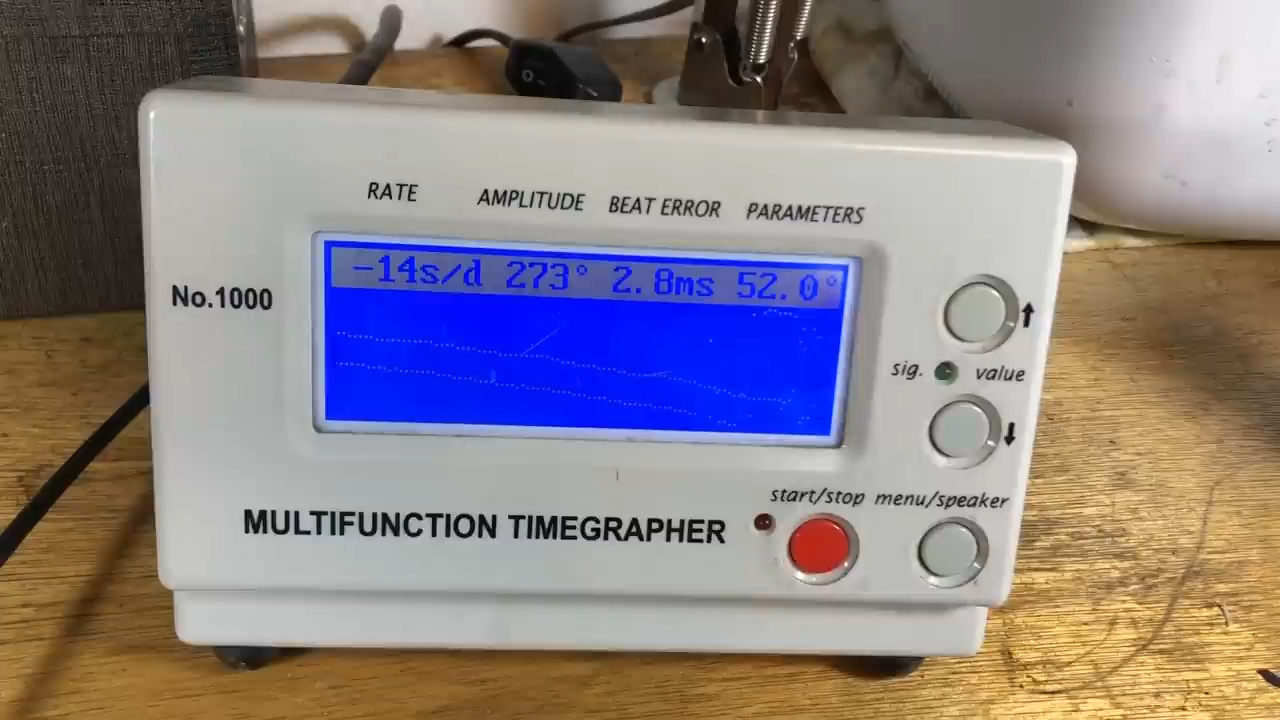 RATE AMPLITUDE BEAT ERROR PARAMETERS
-14s/d 273° 2.8ms 52.0°
No.1000
↑
sig. value
↓
start/stop menu/speaker
MULTIFUNCTION TIMEGRAPHER